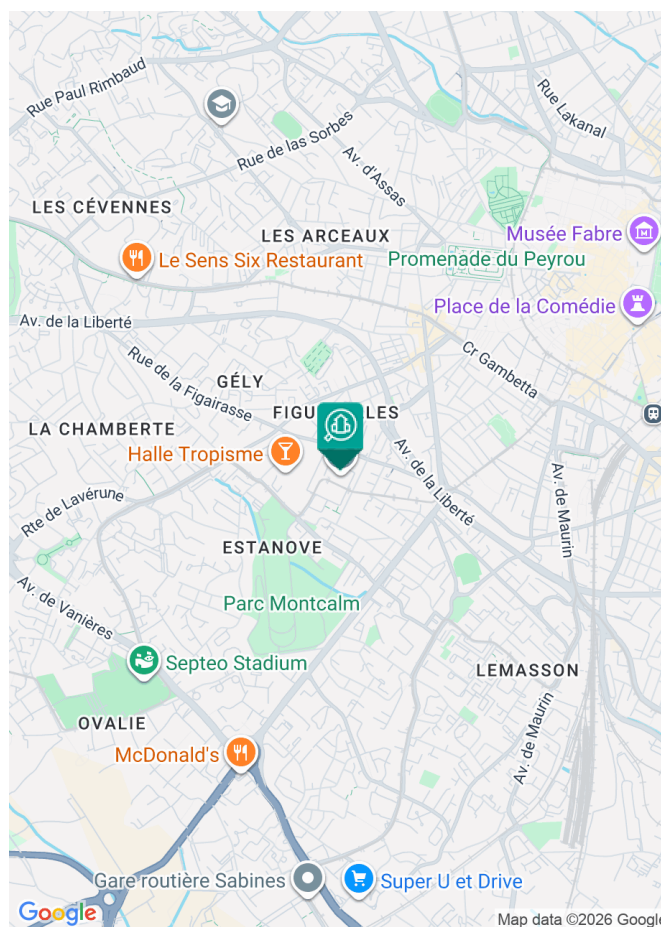 Rue Paul Rimbaud
Rue Lakanal
Rue de las Sorbes
Av. d'Assas
LES CÉVENNES
LES ARCEAUX
Musée Fabre
Le Sens Six Restaurant
Promenade du Peyrou
Place de la Comédie
Av. de la Liberté
Cr Gambetta
Rue de la Figairasse
GÉLY
LA CHAMBERTE
Halle Tropisme
Av. de la Liberté
Av. de Maurin
Rte de Lavérune
ESTANOVE
Av. de Vanières
Parc Montcalm
Septeo Stadium
LEMASSON
OVALIE
McDonald's
Av. de Maurin
Gare routière Sabines
Super U et Drive
Google
Map data ©2026 Google